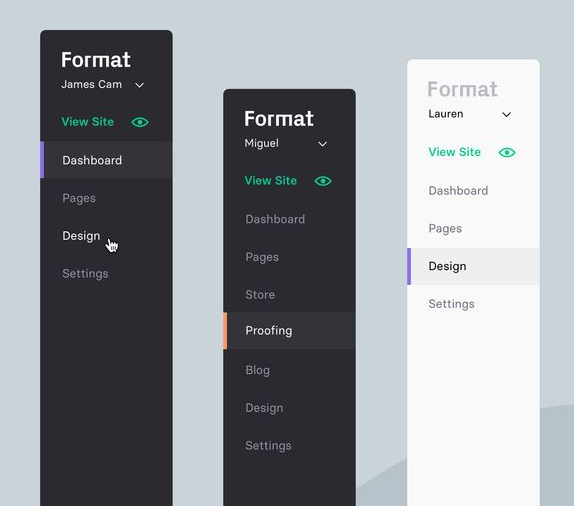 Format
James Cam
View Site
Dashboard
Pages
Design
Settings
Format
Miguel
View Site
Dashboard
Pages
Store
Proofing
Blog
Design
Settings
Format
Lauren
View Site
Dashboard
Pages
Design
Settings